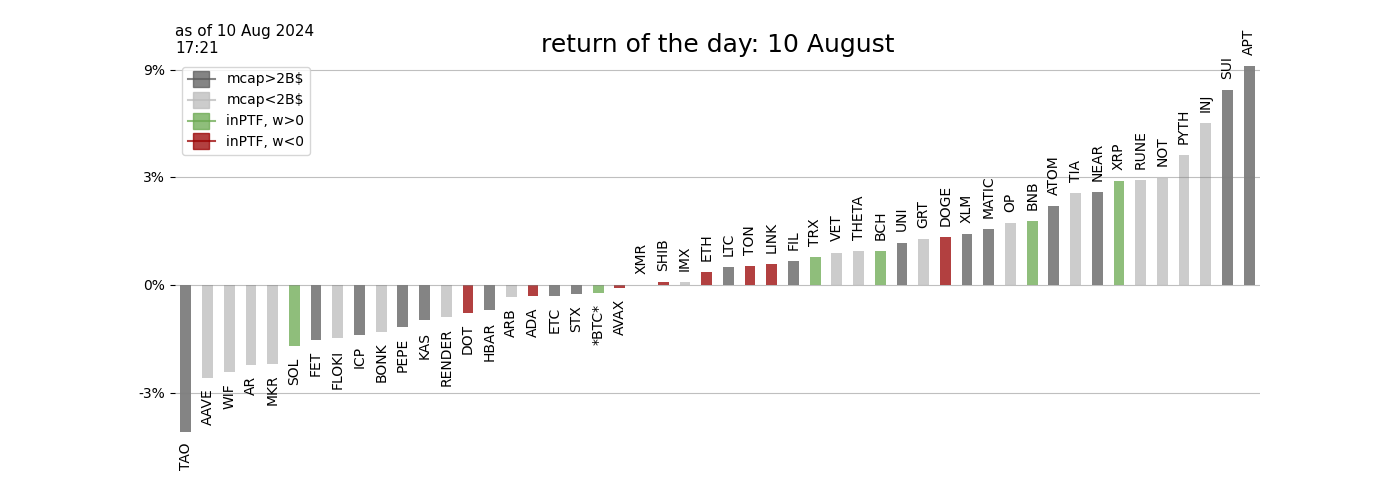 as of 10 Aug 2024
17:21
return of the day: 10 August
9%
3%
0%
-3%
mcap>2B$
mcap<2B$
inPTF, w>0
inPTF, w<0
TAO
AAVE
WIF
AR
MKR
SOL
FET
FLOKI
ICP
BONK
PEPE
KAS
RENDER
DOT
HBAR
ARB
ADA
ETC
STX
*BTC*
AVAX
XMR
SHIB
IMX
ETH
LTC
TON
LINK
FIL
TRX
VET
THETA
BCH
UNI
GRT
DOGE
XLM
MATIC
OP
BNB
ATOM
TIA
NEAR
XRP
RUNE
NOT
PYTH
INJ
SUI
APT